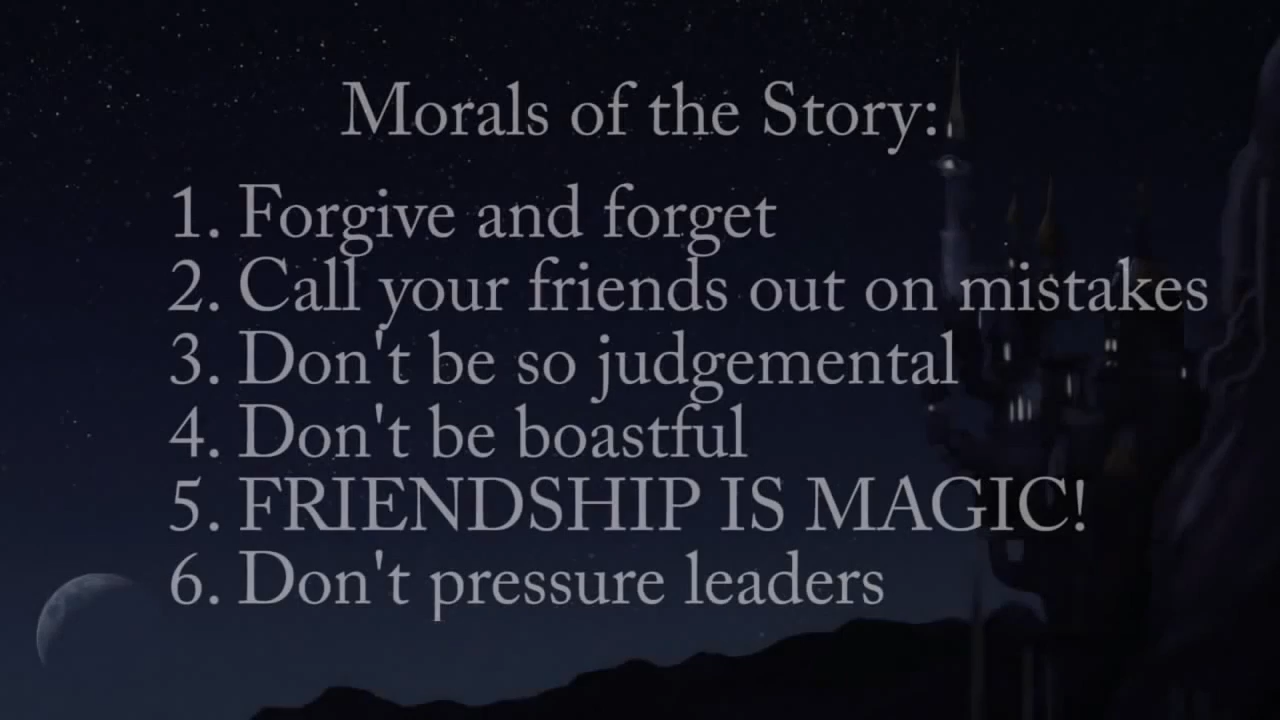 Morals of the Story:
1. Forgive and forget
2. Call your friends out on mistakes
3. Don't be so judgemental
4. Don't be boastful
5. FRIENDSHIP IS MAGIC!
6. Don't pressure leaders